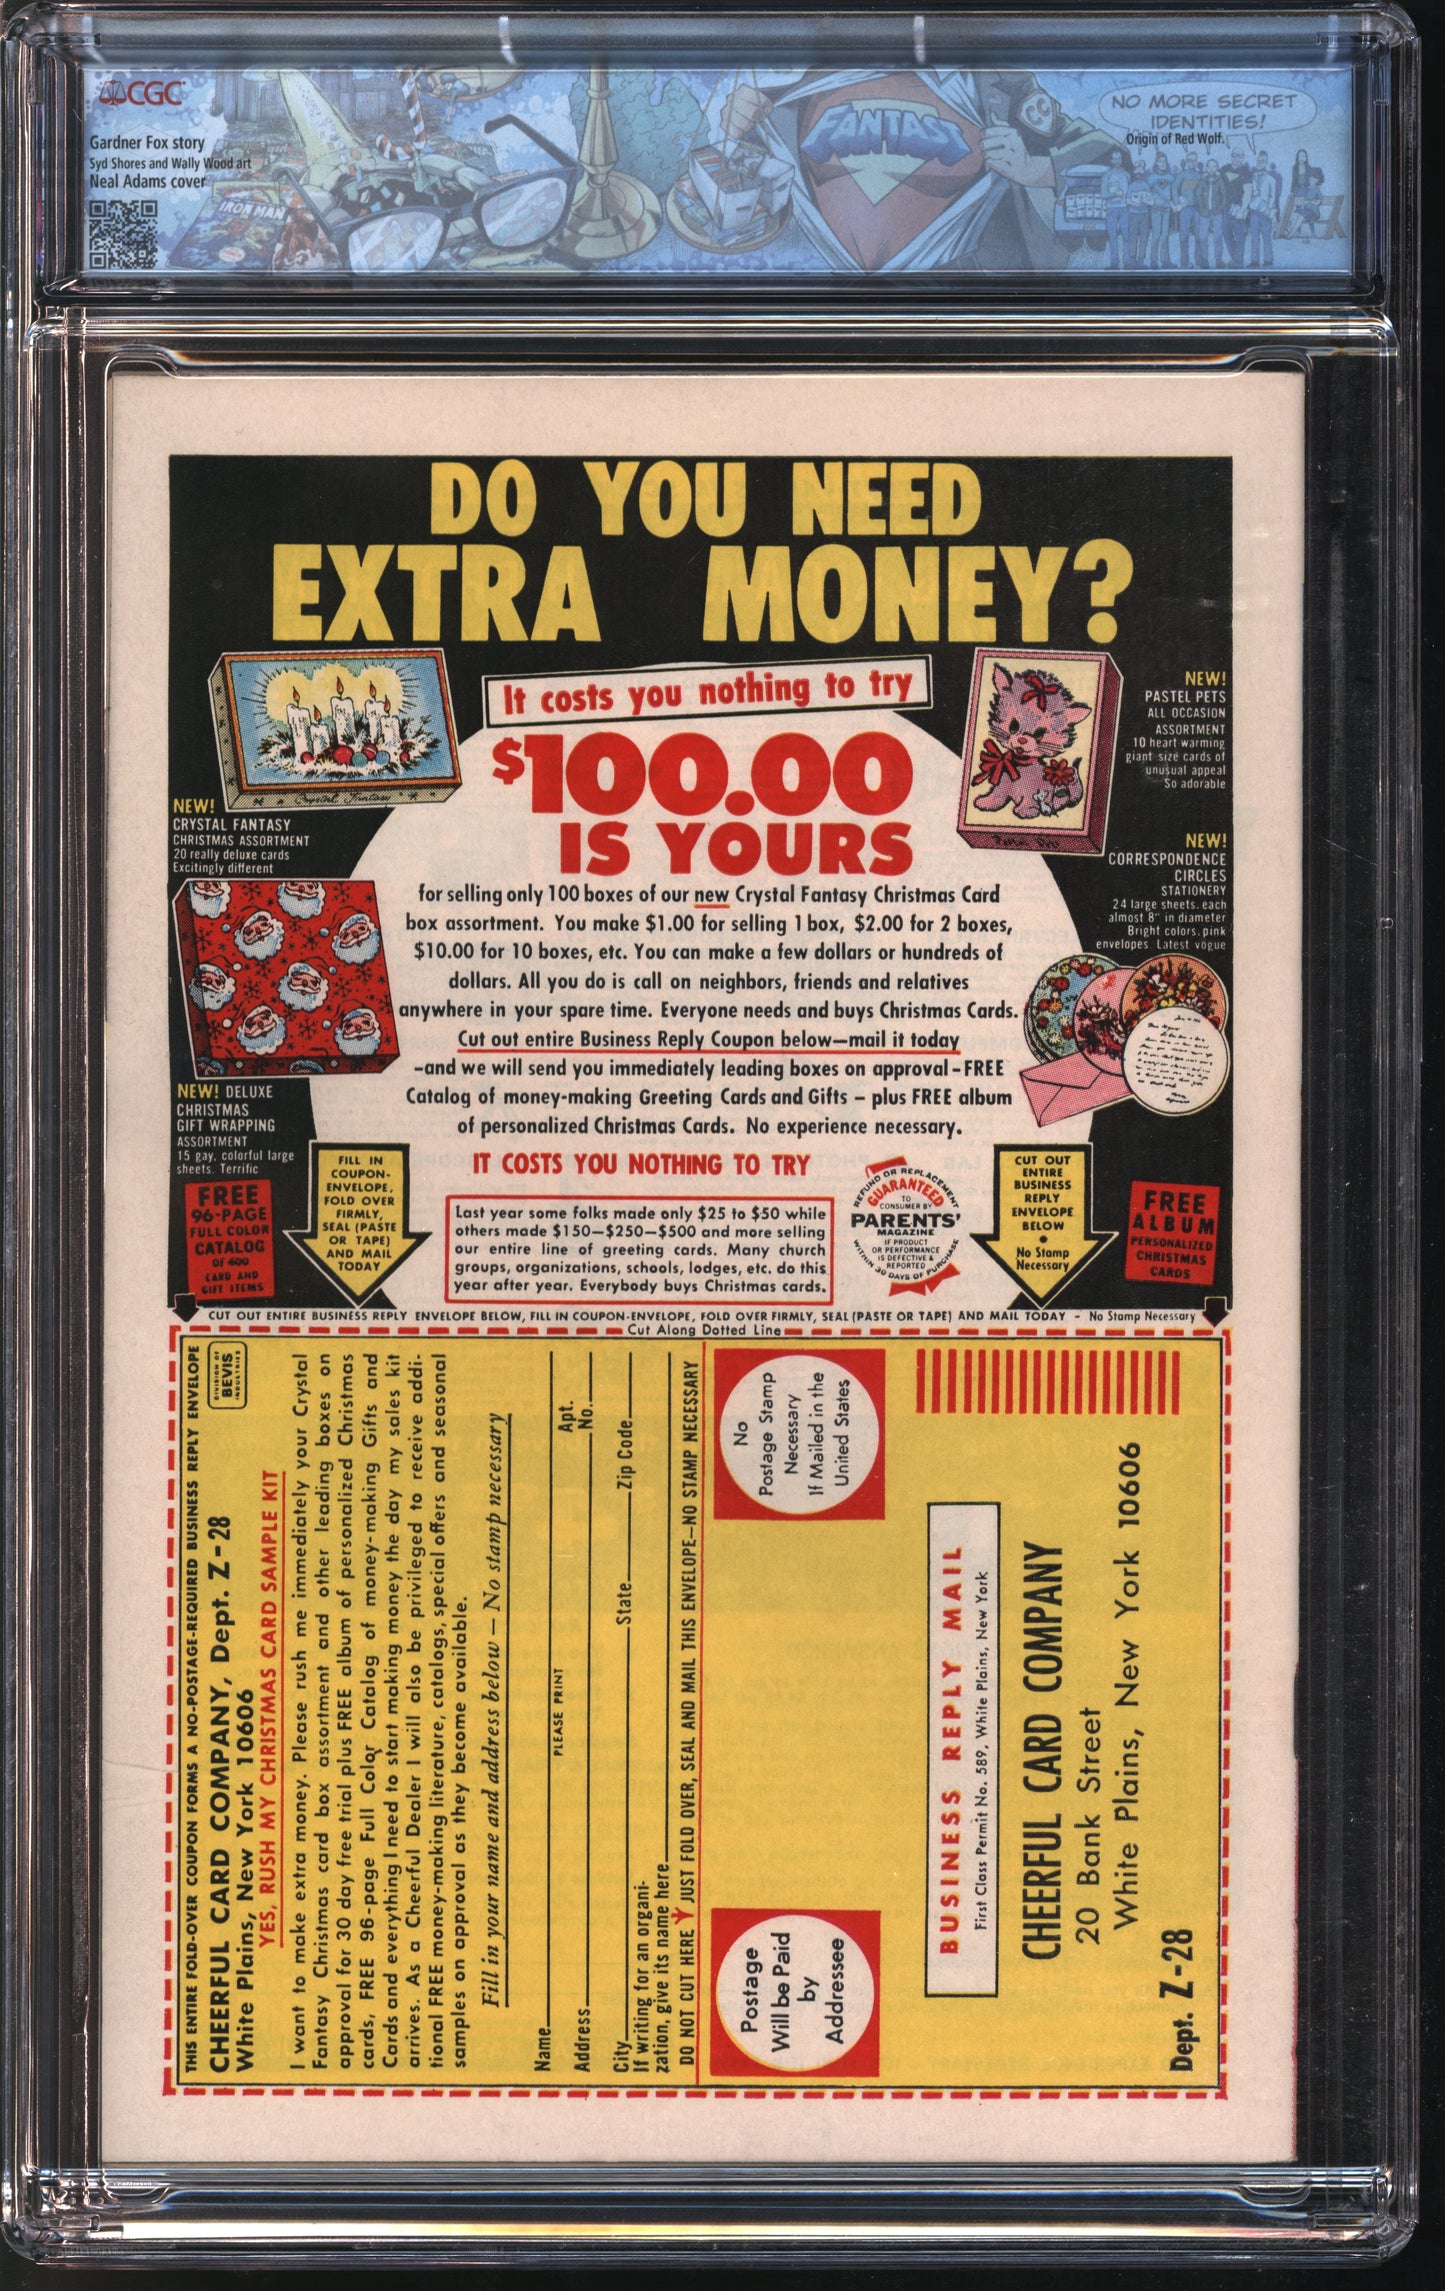 CGC
Gardner Fox story
Syd Shores and Wally Wood art
Neal Adams cover
IRON MAN
FANTAST
NO MORE SECRET
IDENTITIES!
Origin of Red Wolf.
DO YOU NEED
EXTRA MONEY?
It costs you nothing to try
$100.00
IS YOURS
Crystal Fantasy
NEW!
CRYSTAL FANTASY
CHRISTMAS ASSORTMENT
20 really deluxe cards
Excitingly different
NEW!
PASTEL PETS
ALL OCCASION
ASSORTMENT
10 heart warming
giant size cards of
unusual appeal
So adorable
NEW!
CORRESPONDENCE
CIRCLES
STATIONERY
24 large sheets, each
almost 8" in diameter
Bright colors, pink
envelopes Latest vogue
for selling only 100 boxes of our new Crystal Fantasy Christmas Card
box assortment. You make $1.00 for selling 1 box, $2.00 for 2 boxes,
$10.00 for 10 boxes, etc. You can make a few dollars or hundreds of
dollars. All you do is call on neighbors, friends and relatives
anywhere in your spare time. Everyone needs and buys Christmas Cards.
Cut out entire Business Reply Coupon below—mail it today
-and we will send you immediately leading boxes on approval-FREE
Catalog of money-making Greeting Cards and Gifts - plus FREE album
of personalized Christmas Cards. No experience necessary.
IT COSTS YOU NOTHING TO TRY
NEW! DELUXE
CHRISTMAS
GIFT WRAPPING
ASSORTMENT
15 gay, colorful large
sheets. Terrific
FREE
96-PAGE
FULL COLOR
CATALOG
OF 400
CARD AND
GIFT ITEMS
FILL IN
COUPON-
ENVELOPE,
FOLD OVER
FIRMLY,
SEAL (PASTE
OR TAPE)
AND MAIL
TODAY
Last year some folks made only $25 to $50 while
others made $150—$250—$500 and more selling
our entire line of greeting cards. Many church
groups, organizations, schools, lodges, etc. do this
year after year. Everybody buys Christmas cards.
REFUND OR REPLACEMENT
GUARANTEED
TO
CONSUMER BY
PARENTS'
MAGAZINE
IF PRODUCT
OR PERFORMANCE
IS DEFECTIVE &
REPORTED
WITHIN 30 DAYS OF PURCHASE
CUT OUT
ENTIRE
BUSINESS
REPLY
ENVELOPE
BELOW
No Stamp
Necessary
FREE
ALBUM
PERSONALIZED
CHRISTMAS
CARDS
CUT OUT ENTIRE BUSINESS REPLY ENVELOPE BELOW, FILL IN COUPON-ENVELOPE, FOLD OVER FIRMLY, SEAL (PASTE OR TAPE) AND MAIL TODAY - No Stamp Necessary
Cut Along Dotted Line
THIS ENTIRE FOLD-OVER COUPON FORMS A NO-POSTAGE-REQUIRED BUSINESS REPLY ENVELOPE
DIVISION OF
BEVIS
INDUSTRIES
CHEERFUL CARD COMPANY, Dept. Z-28
White Plains, New York 10606
YES, RUSH MY CHRISTMAS CARD SAMPLE KIT
I want to make extra money. Please rush me immediately your Crystal
Fantasy Christmas card box assortment and other leading boxes on
approval for 30 day free trial plus FREE album of personalized Christmas
cards, FREE 96-page Full Color Catalog of money-making Gifts and
Cards and everything I need to start making money the day my sales kit
arrives. As a Cheerful Dealer I will also be privileged to receive addi-
tional FREE money-making literature, catalogs, special offers and seasonal
samples on approval as they become available.
Fill in your name and address below — No stamp necessary
Name
PLEASE PRINT
Address Apt. No.
City State Zip Code
If writing for an organi-
zation, give its name here
DO NOT CUT HERE JUST FOLD OVER, SEAL AND MAIL THIS ENVELOPE—NO STAMP NECESSARY
No
Postage Stamp
Necessary
If Mailed in the
United States
Postage
Will be Paid
by
Addressee
BUSINESS REPLY MAIL
First Class Permit No. 589, White Plains, New York
CHEERFUL CARD COMPANY
20 Bank Street
White Plains, New York 10606
Dept. Z-28